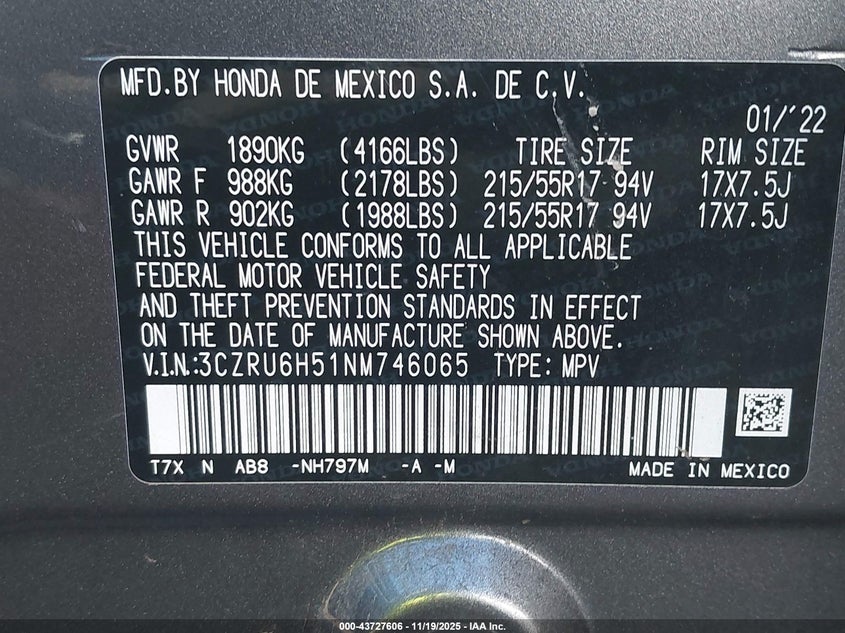 MFD.BY HONDA DE MEXICO S.A. DE C.V.
01/'22
GVWR 1890KG (4166LBS) TIRE SIZE RIM SIZE
GAWR F 988KG (2178LBS) 215/55R17 94V 17X7.5J
GAWR R 902KG (1988LBS) 215/55R17 94V 17X7.5J
THIS VEHICLE CONFORMS TO ALL APPLICABLE
FEDERAL MOTOR VEHICLE SAFETY
AND THEFT PREVENTION STANDARDS IN EFFECT
ON THE DATE OF MANUFACTURE SHOWN ABOVE.
V.I.N.:3CZRU6H51NM746065 TYPE: MPV
T7X N AB8 -NH797M -A -M MADE IN MEXICO
000-43727606 - 11/19/2025 - IAA Inc.